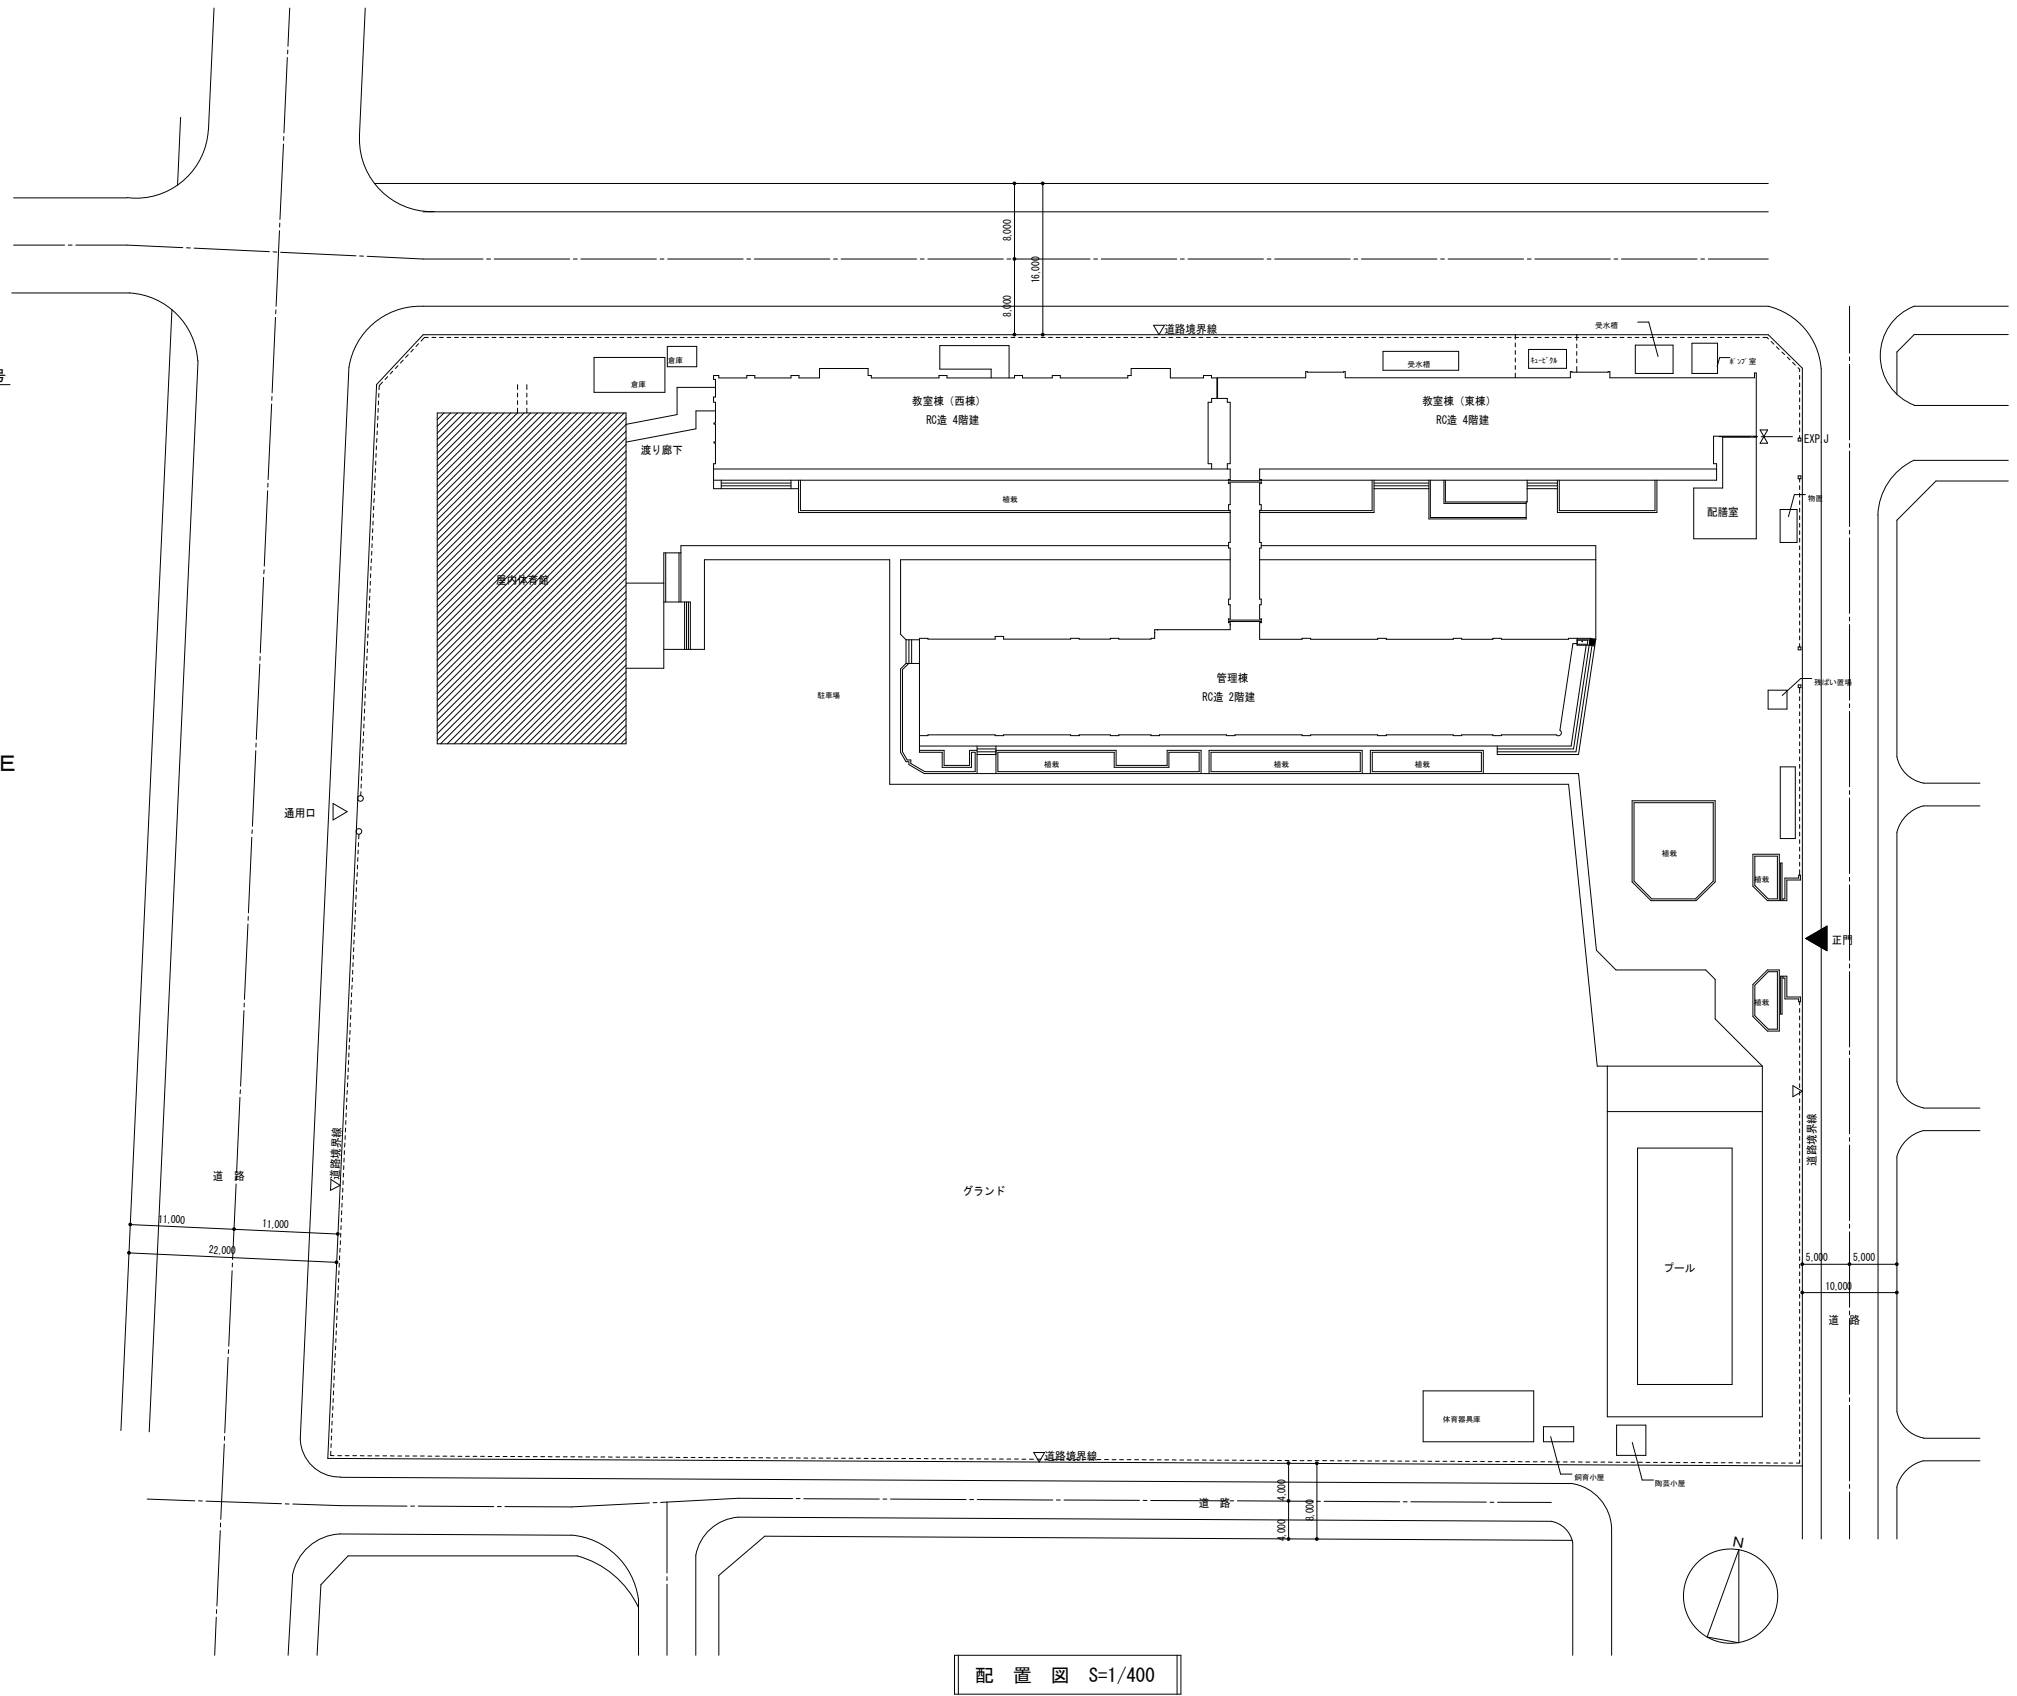 8,000
16,000
8,000
道路境界線
受水槽
倉庫
倉庫
受水槽
ｷｭｰﾋﾞｸﾙ
ﾎﾟﾝﾌﾟ室
号
教室棟（西棟）
RC造 4階建
教室棟（東棟）
RC造 4階建
EXP.J
渡り廊下
植栽
物置
配膳室
屋内体育館
管理棟
RC造 2階建
駐車場
残ぱい置場
E
植栽
植栽
植栽
通用口
植栽
植栽
正門
植栽
道路境界線
道路境界線
道 路
グランド
11,000
11,000
22,000
プール
5,000
5,000
10,000
道 路
体育器具庫
道路境界線
飼育小屋
陶芸小屋
4,000
8,000
4,000
道 路
N
配 置 図 S=1/400